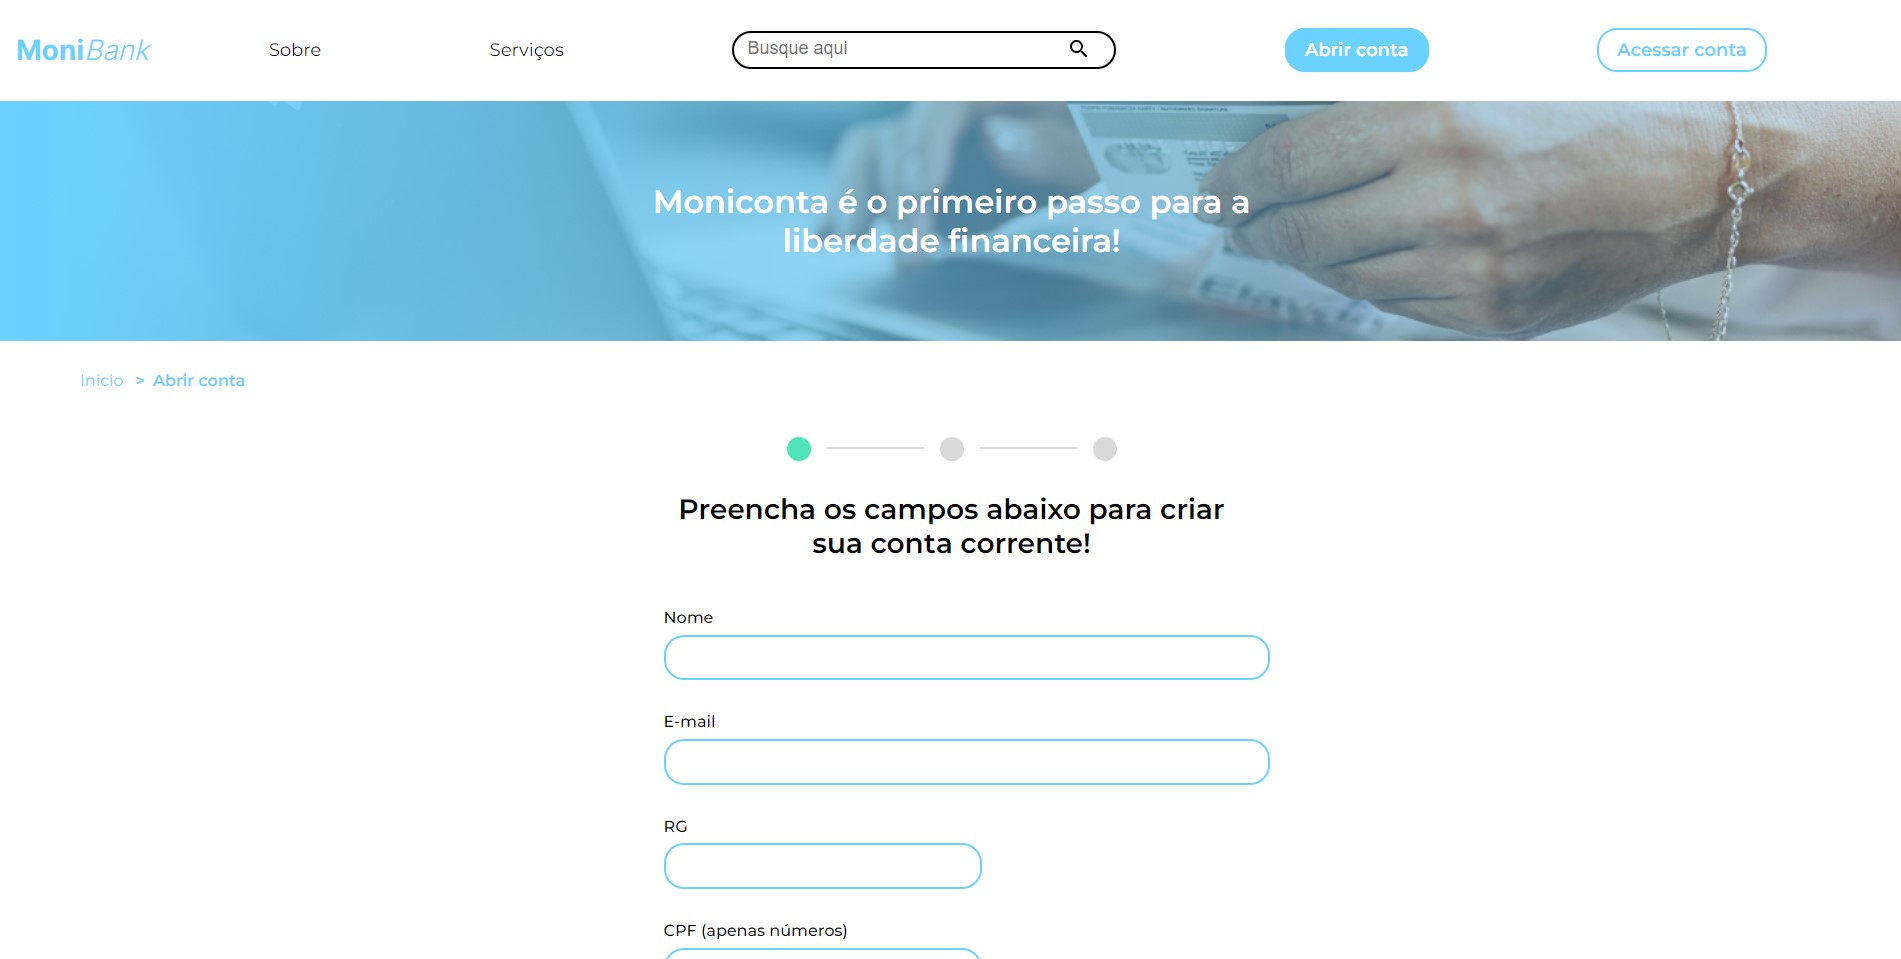 MoniBank
Sobre
Serviços
Busque aqui
Abrir conta
Acessar conta
Moniconta é o primeiro passo para a
liberdade financeira!
Inicio > Abrir conta
Preencha os campos abaixo para criar
sua conta corrente!
Nome
E-mail
RG
CPF (apenas números)